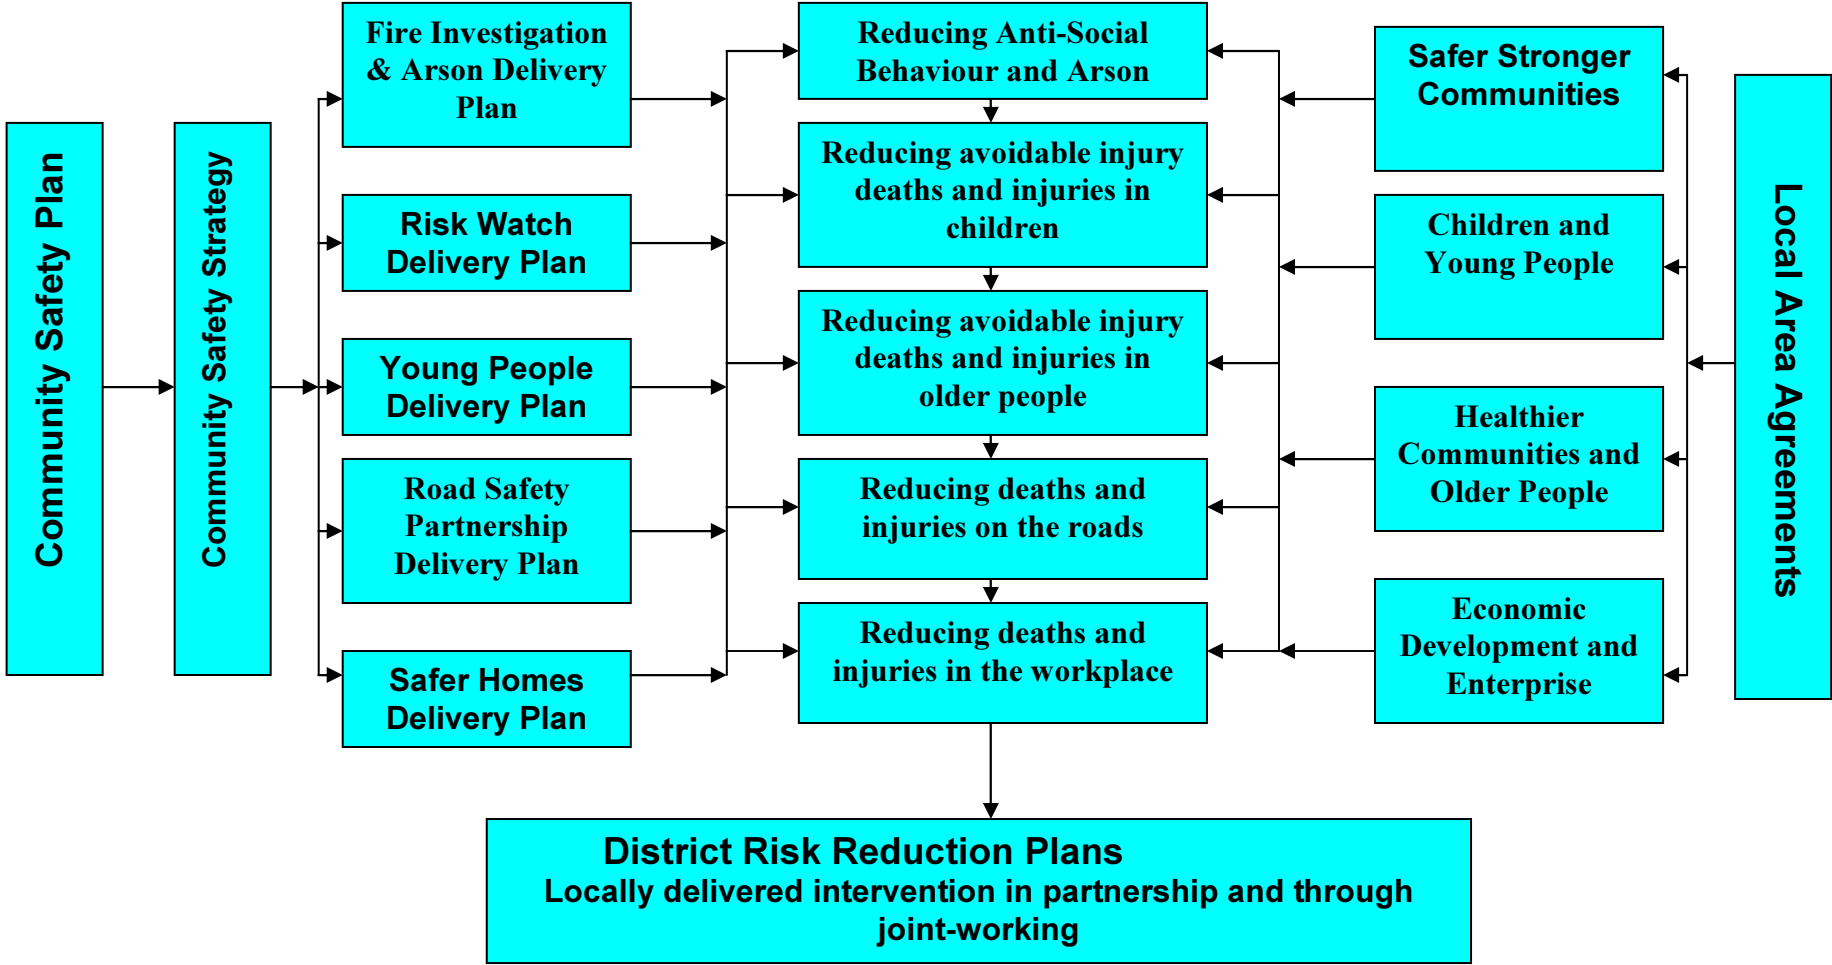 Community Safety Plan
Community Safety Strategy
Fire Investigation
& Arson Delivery
Plan
Risk Watch
Delivery Plan
Young People
Delivery Plan
Road Safety
Partnership
Delivery Plan
Safer Homes
Delivery Plan
Reducing Anti-Social
Behaviour and Arson
Reducing avoidable injury
deaths and injuries in
children
Reducing avoidable injury
deaths and injuries in
older people
Reducing deaths and
injuries on the roads
Reducing deaths and
injuries in the workplace
Safer Stronger
Communities
Children and
Young People
Healthier
Communities and
Older People
Economic
Development and
Enterprise
Local Area Agreements
District Risk Reduction Plans
Locally delivered intervention in partnership and through
joint-working